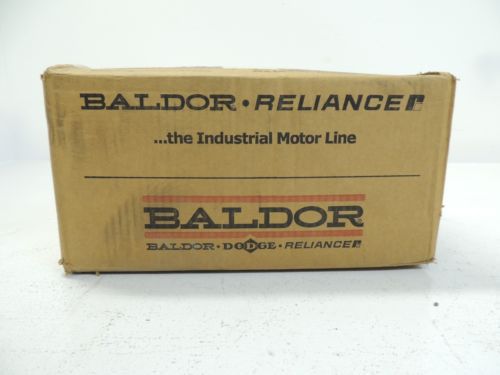 BALDOR • RELIANCE
...the Industrial Motor Line
BALDOR
BALDOR • DODGE • RELIANCE